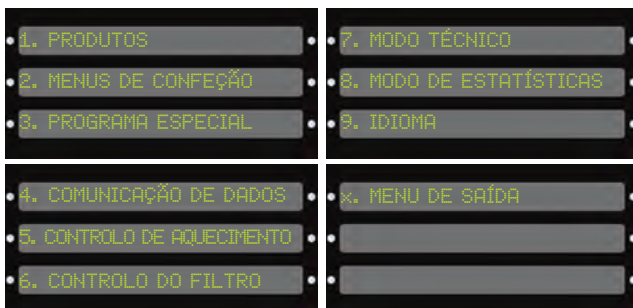 1. PRODUTOS
2. MENUS DE CONFEÇÃO
3. PROGRAMA ESPECIAL
4. COMUNICAÇÃO DE DADOS
5. CONTROLO DE AQUECIMENTO
6. CONTROLO DO FILTRO
7. MODO TÉCNICO
8. MODO DE ESTATÍSTICAS
9. IDIOMA
x. MENU DE SAÍDA